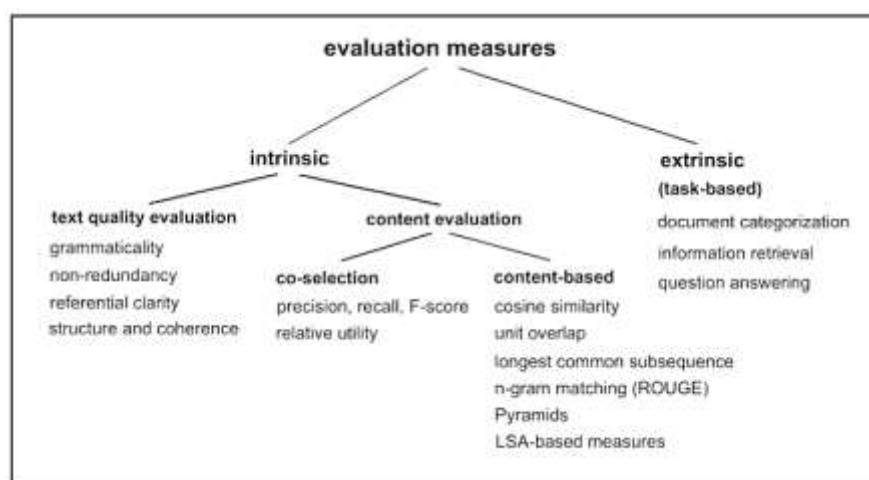 evaluation measures
intrinsic
extrinsic
(task-based)
document categorization
information retrieval
question answering
text quality evaluation
grammaticality
non-redundancy
referential clarity
structure and coherence
content evaluation
co-selection
precision, recall, F-score
relative utility
content-based
cosine similarity
unit overlap
longest common subsequence
n-gram matching (ROUGE)
Pyramids
LSA-based measures